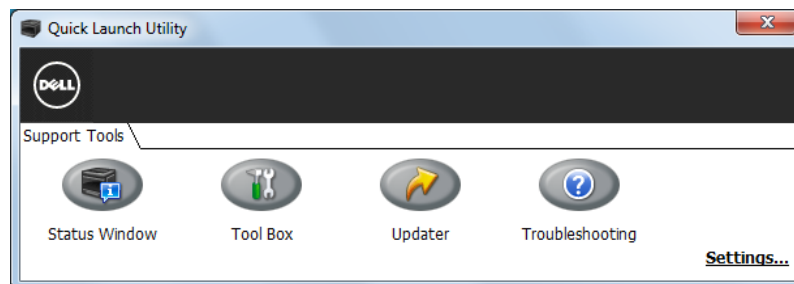 Quick Launch Utility
DELL
Support Tools
Status Window Tool Box Updater Troubleshooting
Settings...